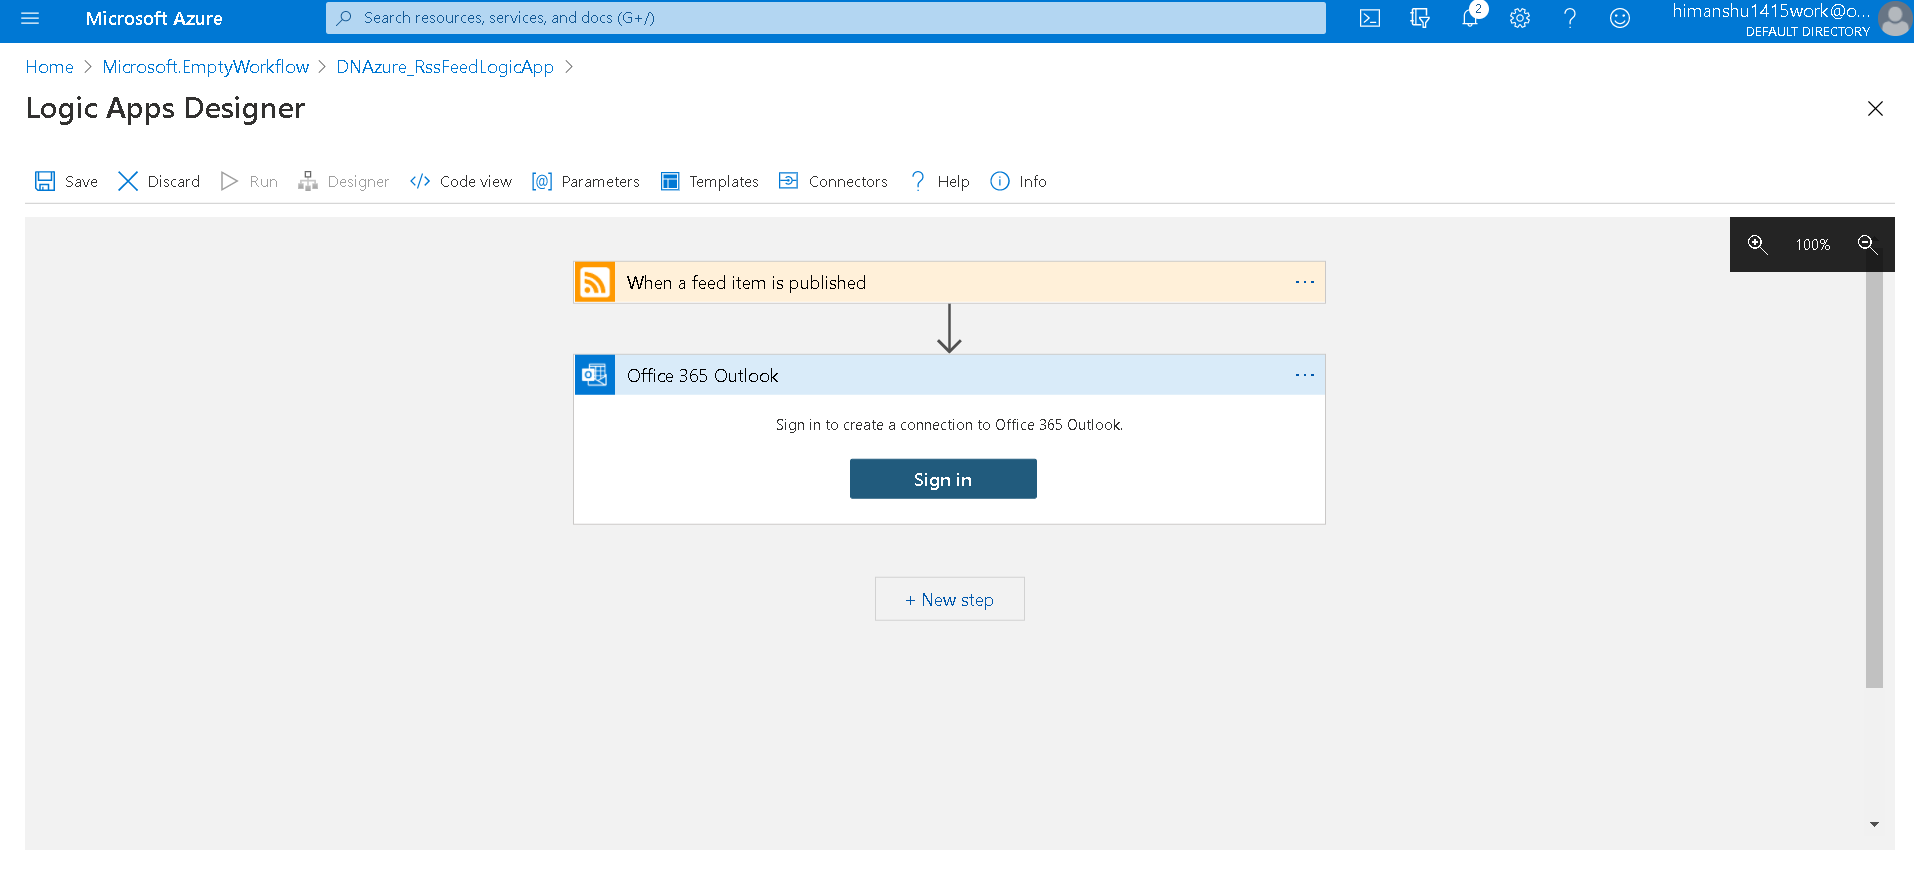 Microsoft Azure
Search resources, services, and docs (G+/)
2
himanshu1415work@o...
DEFAULT DIRECTORY
Home > Microsoft.EmptyWorkflow > DNAzure_RssFeedLogicApp >
Logic Apps Designer
Save Discard Run Designer </> Code view [@] Parameters Templates Connectors ? Help Info
100%
When a feed item is published ...
Office 365 Outlook ...
Sign in to create a connection to Office 365 Outlook.
Sign in
+ New step